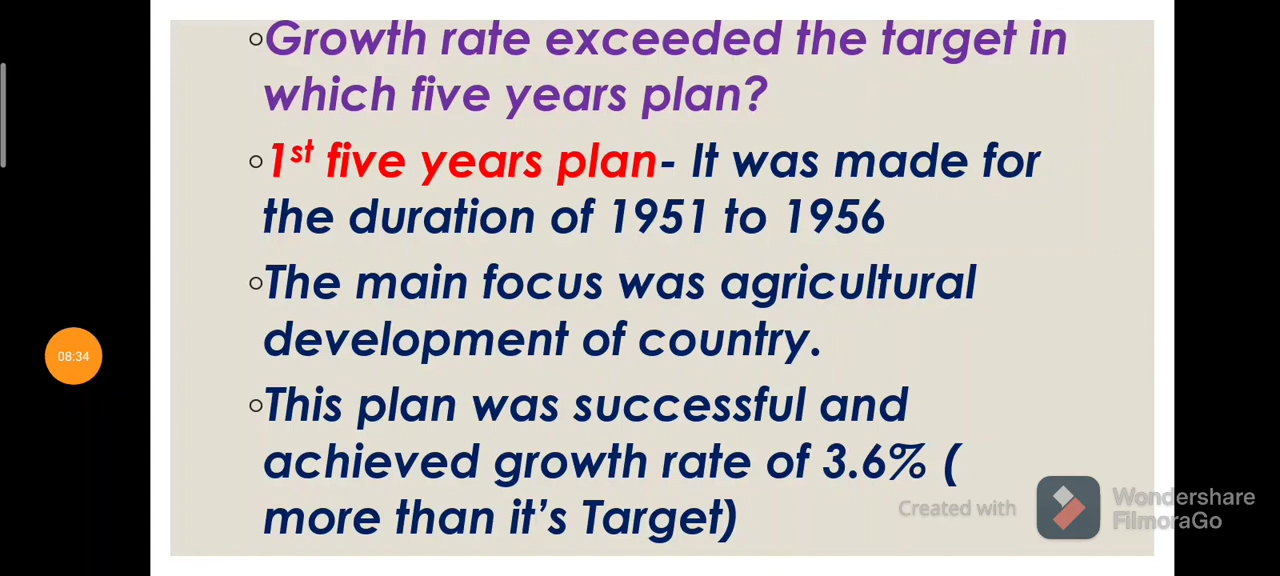 Growth rate exceeded the target in
which five years plan?
1st five years plan- It was made for
the duration of 1951 to 1956
The main focus was agricultural
development of country.
08:34
This plan was successful and
achieved growth rate of 3.6% (
more than it's Target)
Created with
Wondershare
FilmoraGo